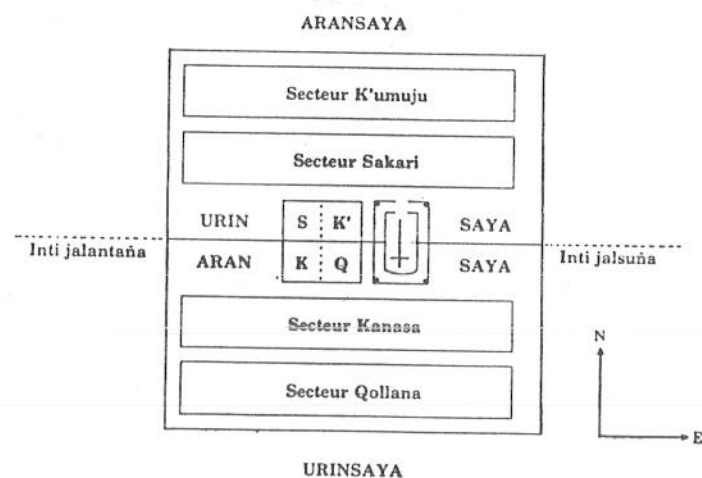 ARANSAYA
Secteur K'umuju
Secteur Sakari
URIN S K' SAYA
Inti jalantaña Inti jalsuña
ARAN K Q SAYA
Secteur Kanasa
Secteur Qollana
N
E
URINSAYA